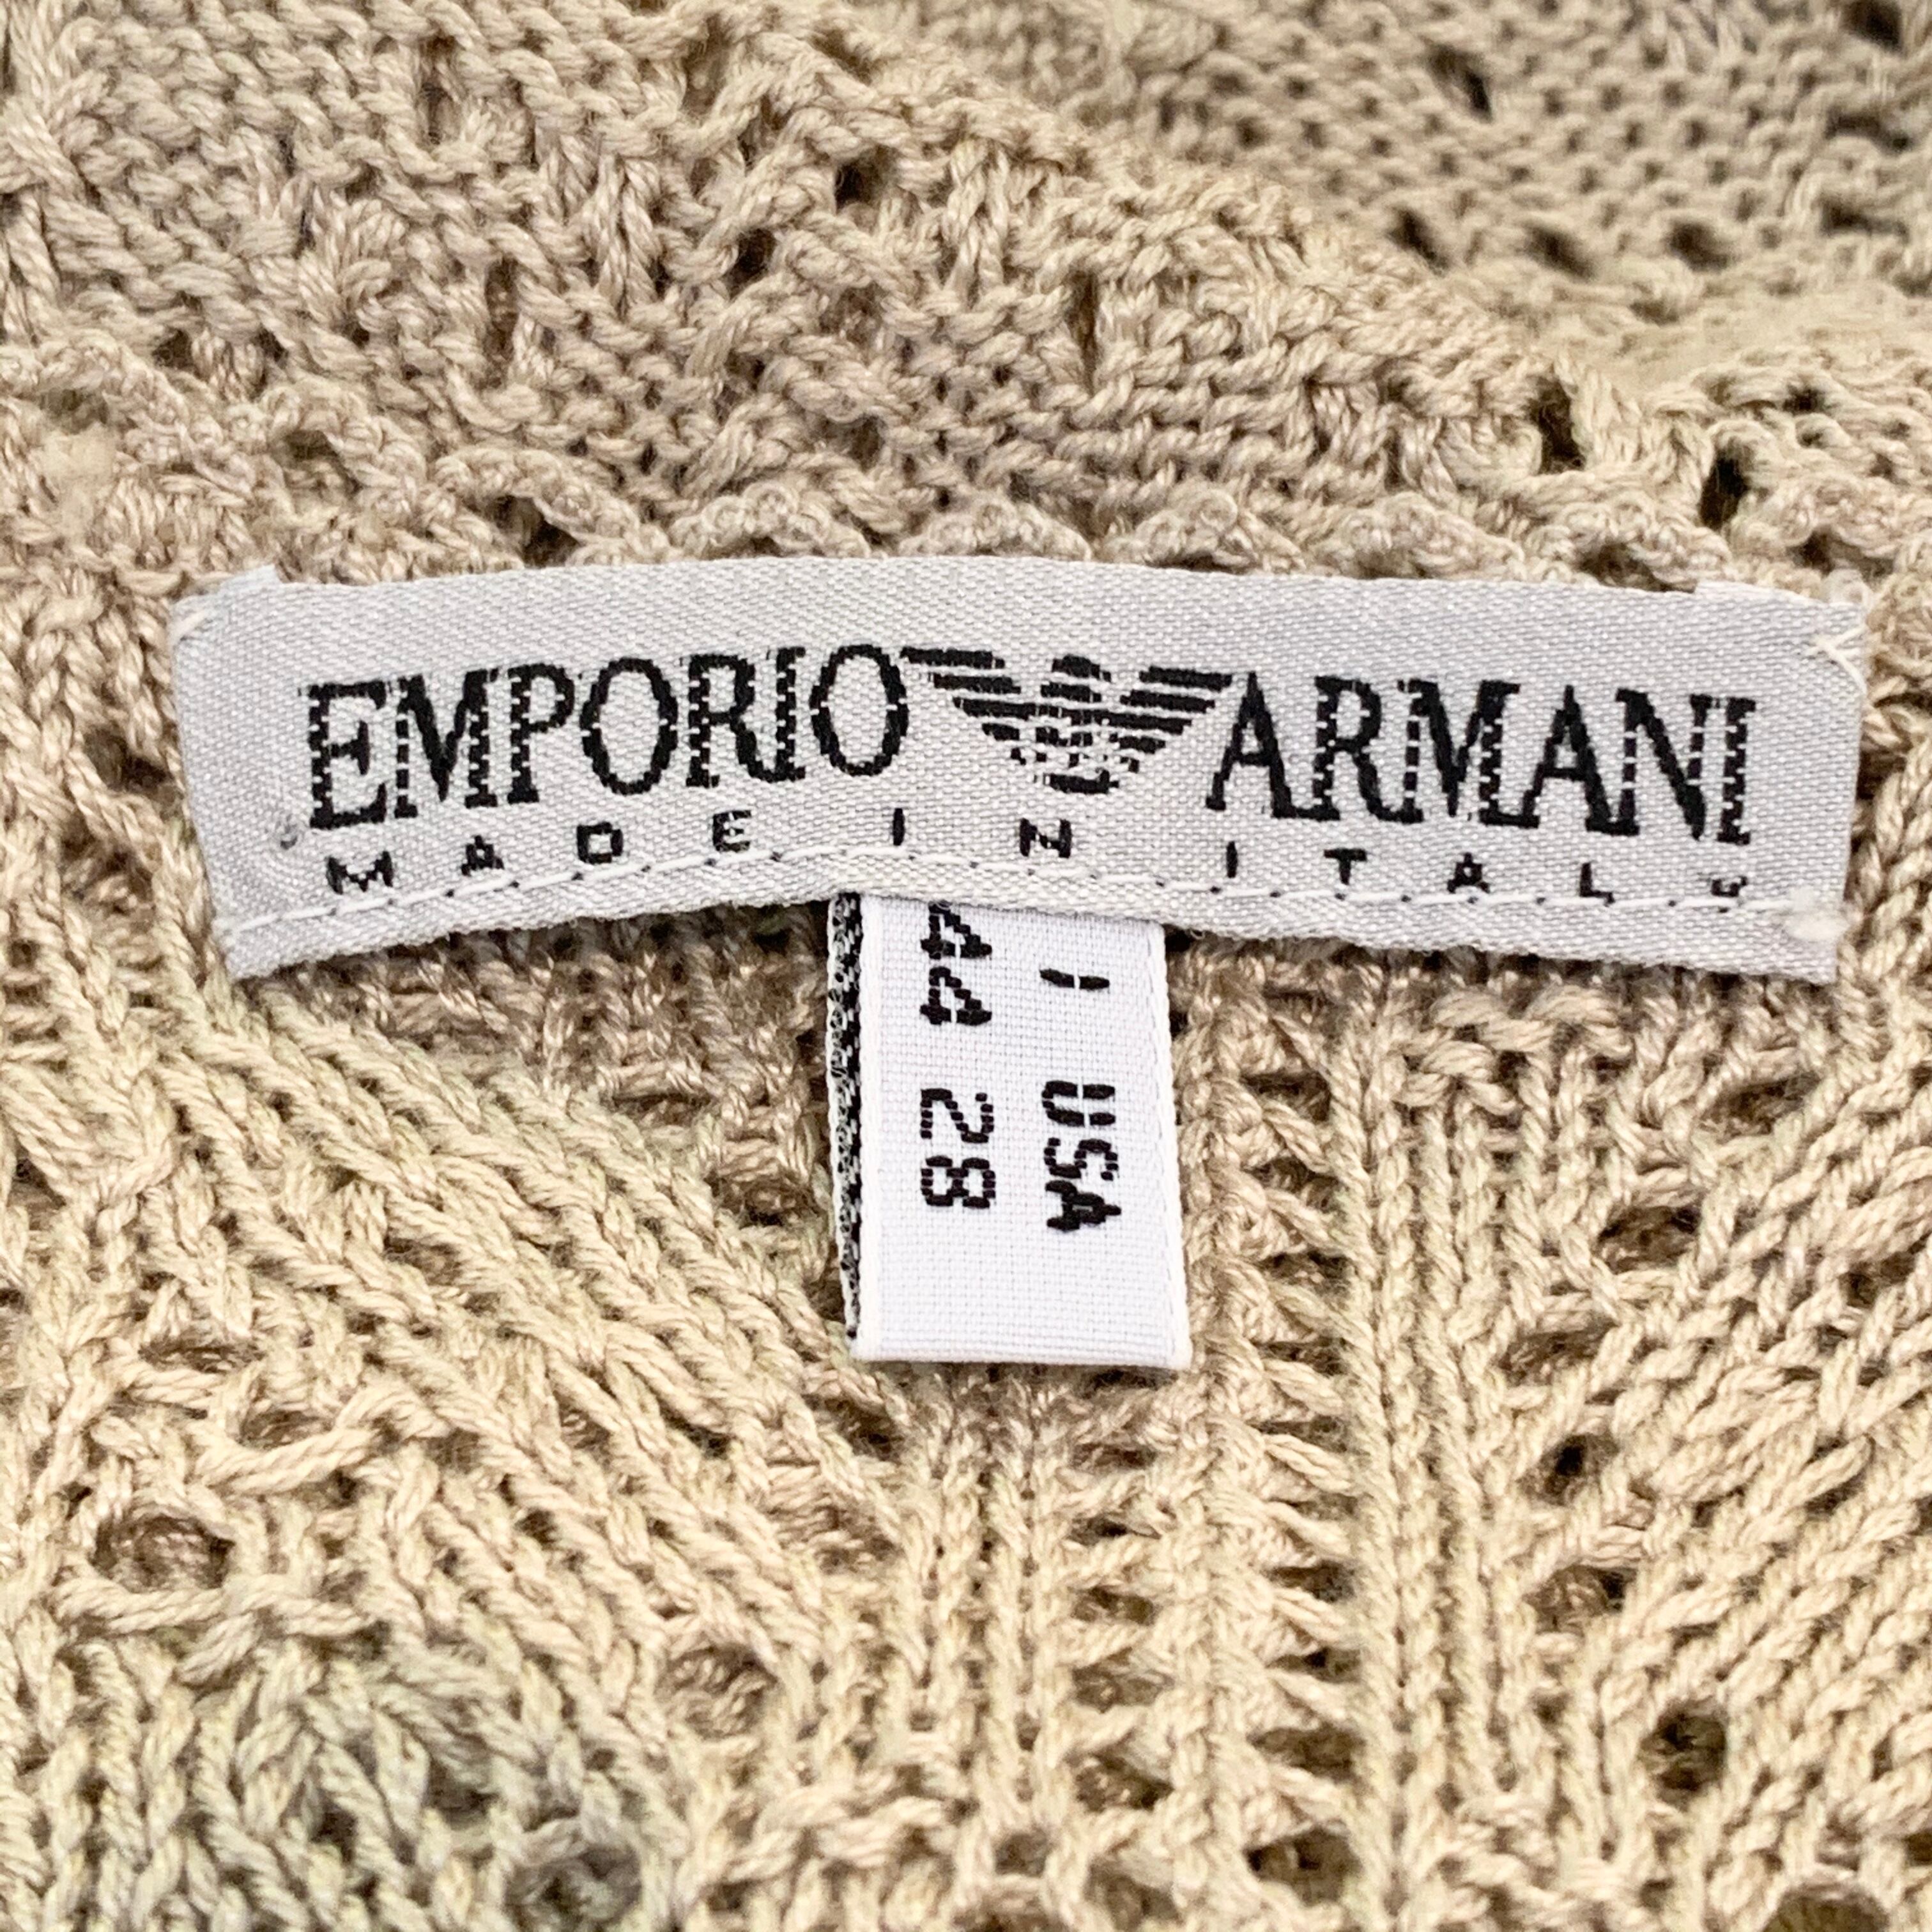 EMPORIO ARMANI
MADE IN ITALY
I USA
44 28